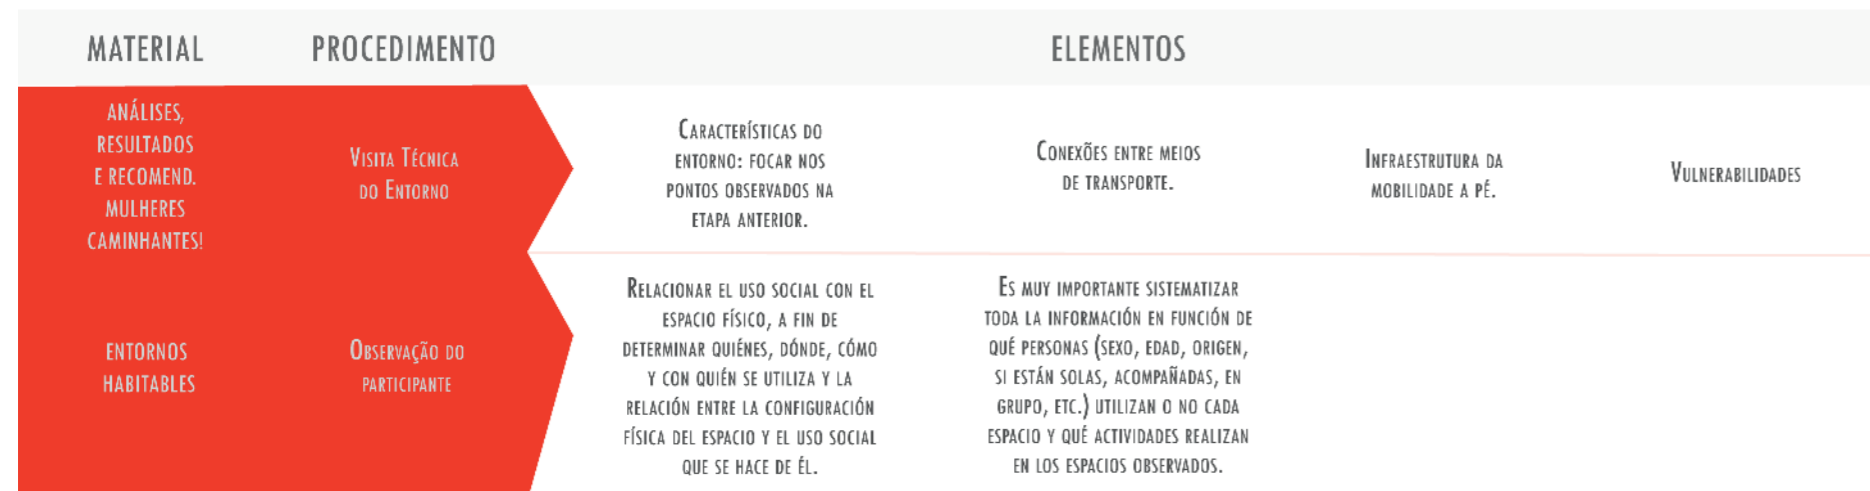 MATERIAL
PROCEDIMENTO
ELEMENTOS
ANÁLISES,
RESULTADOS
E RECOMEND.
MULHERES
CAMINHANTES!
VISITA TÉCNICA
DO ENTORNO
CARACTERÍSTICAS DO
ENTORNO: FOCAR NOS
PONTOS OBSERVADOS NA
ETAPA ANTERIOR.
CONEXÕES ENTRE MEIOS
DE TRANSPORTE.
INFRAESTRUTURA DA
MOBILIDADE A PÉ.
VULNERABILIDADES
ENTORNOS
HABITABLES
OBSERVAÇÃO DO
PARTICIPANTE
RELACIONAR EL USO SOCIAL CON EL
ESPACIO FÍSICO, A FIN DE
DETERMINAR QUIÉNES, DÓNDE, CÓMO
Y CON QUIÉN SE UTILIZA Y LA
RELACIÓN ENTRE LA CONFIGURACIÓN
FÍSICA DEL ESPACIO Y EL USO SOCIAL
QUE SE HACE DE ÉL.
ES MUY IMPORTANTE SISTEMATIZAR
TODA LA INFORMACIÓN EN FUNCIÓN DE
QUÉ PERSONAS (SEXO, EDAD, ORIGEN,
SI ESTÁN SOLAS, ACOMPAÑADAS, EN
GRUPO, ETC.) UTILIZAN O NO CADA
ESPACIO Y QUÉ ACTIVIDADES REALIZAN
EN LOS ESPACIOS OBSERVADOS.